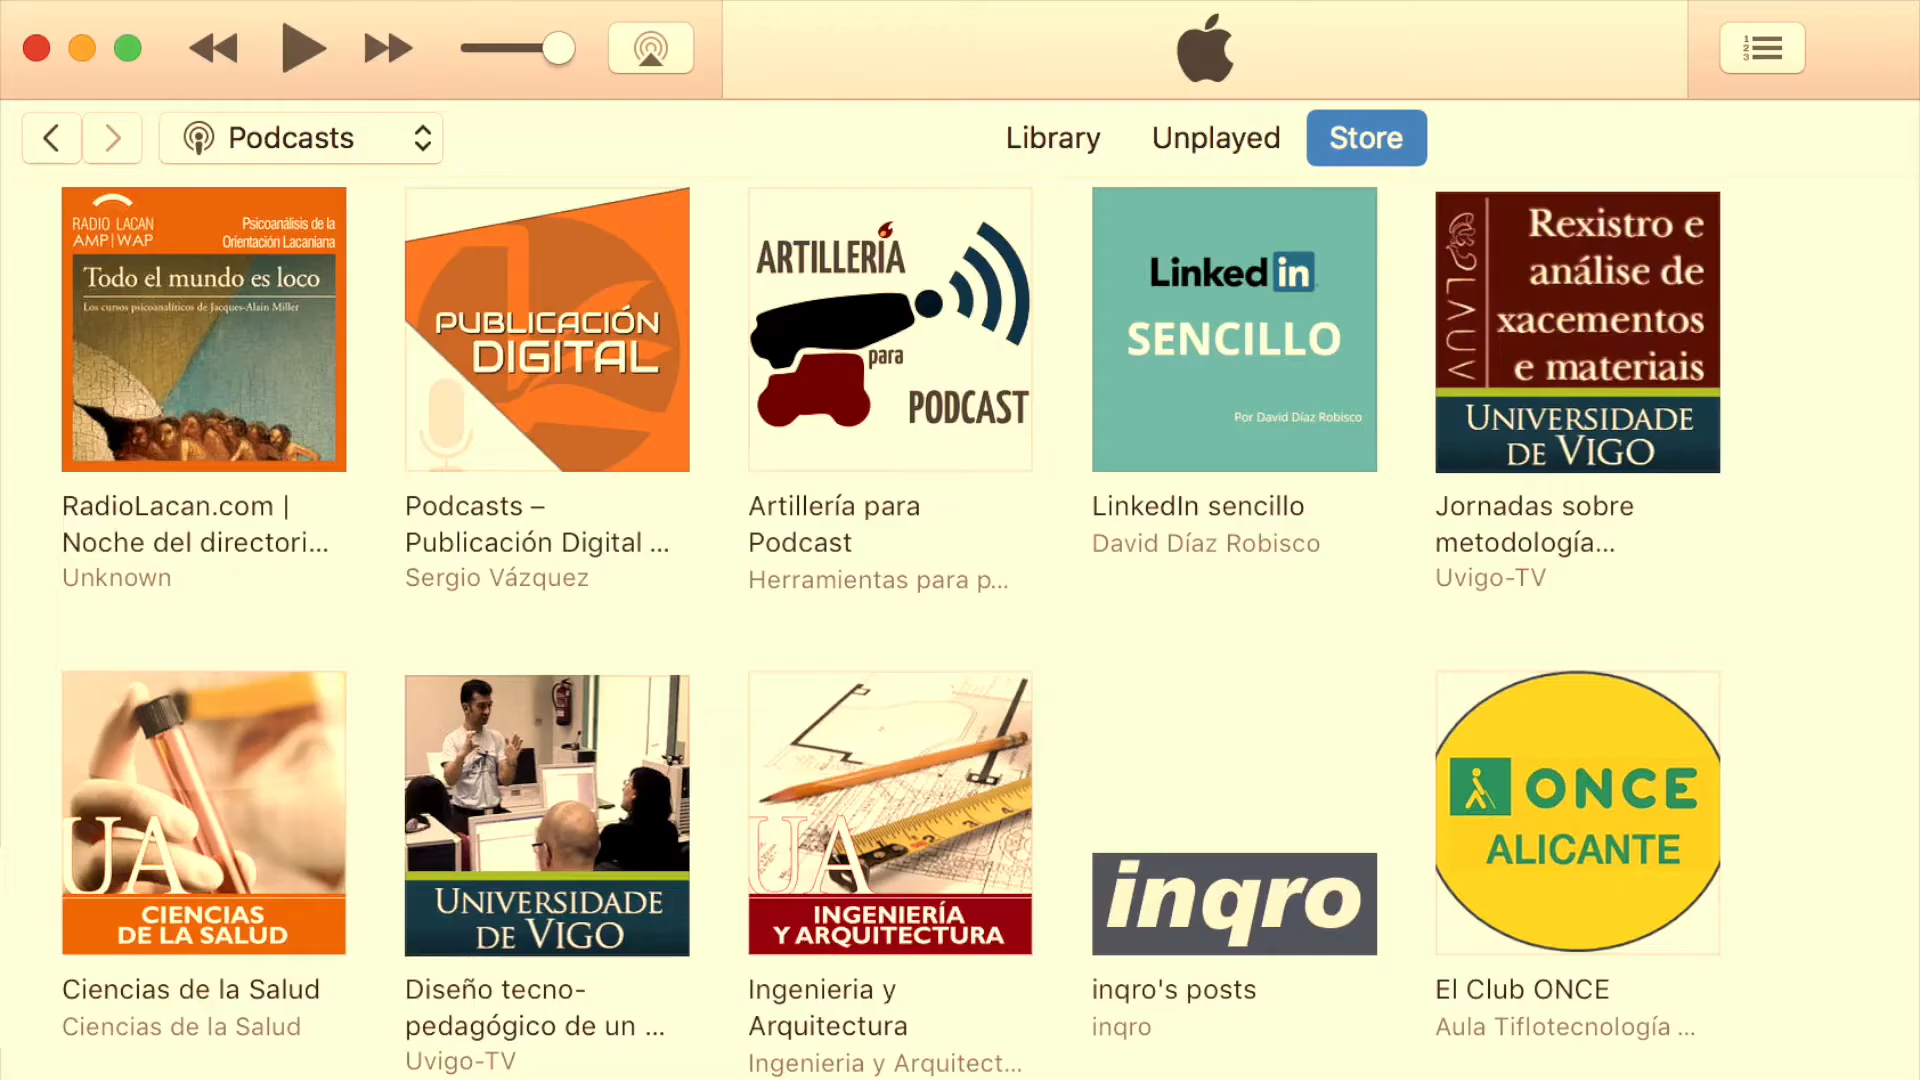 Podcasts
Library
Unplayed
Store
RADIO LACAN
AMP|WAP
Psicoanálisis de la
Orientación Lacaniana
Todo el mundo es loco
Los cursos psicoanalíticos de Jacques-Alain Miller
PUBLICACIÓN
DIGITAL
ARTILLERÍA
para
PODCAST
Linked in
SENCILLO
Por David Díaz Robisco
LAUV
Rexistro e
análise de
xacementos
e materiais
UNIVERSIDADE
DE VIGO
RadioLacan.com |
Noche del directori...
Unknown
Podcasts –
Publicación Digital ...
Sergio Vázquez
Artillería para
Podcast
Herramientas para p...
LinkedIn sencillo
David Díaz Robisco
Jornadas sobre
metodología...
Uvigo-TV
UA
CIENCIAS
DE LA SALUD
UNIVERSIDADE
DE VIGO
UA
INGENIERÍA
Y ARQUITECTURA
inqro
ONCE
ALICANTE
Ciencias de la Salud
Ciencias de la Salud
Diseño tecno-
pedagógico de un ...
Uvigo-TV
Ingenieria y
Arquitectura
Ingenieria y Arquitect...
inqro's posts
inqro
El Club ONCE
Aula Tiflotecnología ...